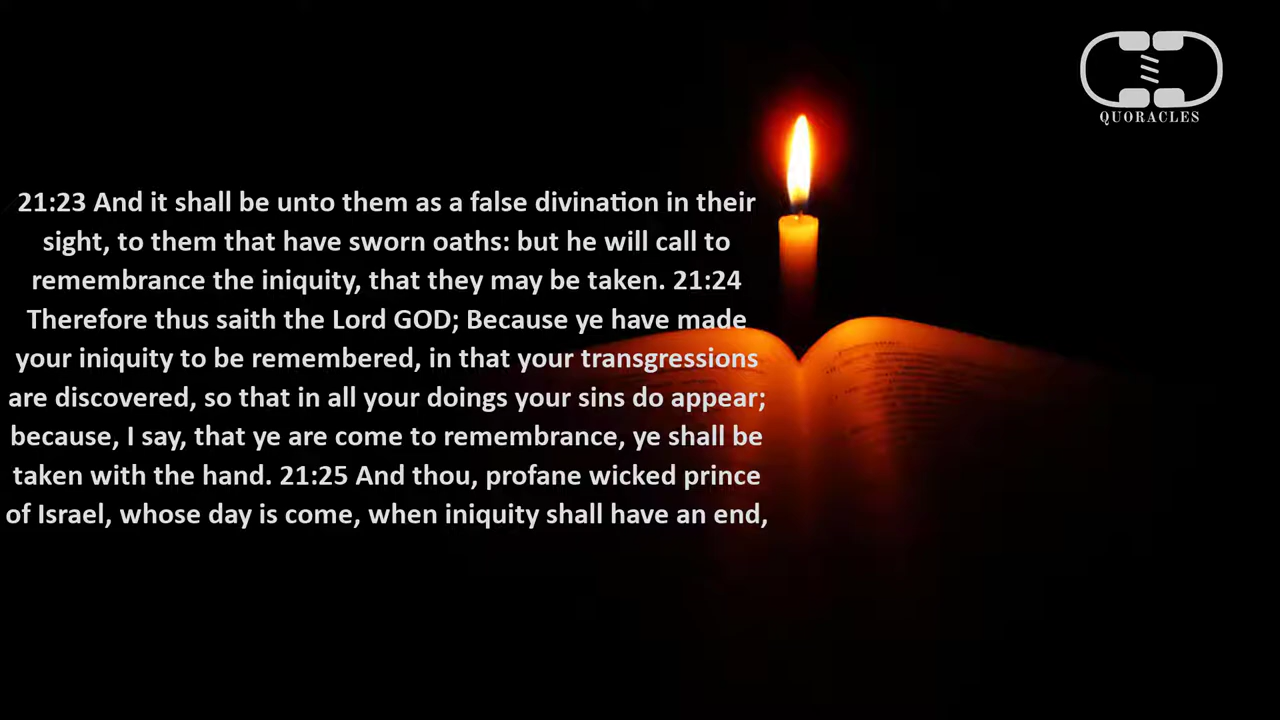 QUORACLES
21:23 And it shall be unto them as a false divination in their
sight, to them that have sworn oaths: but he will call to
remembrance the iniquity, that they may be taken. 21:24
Therefore thus saith the Lord GOD; Because ye have made
your iniquity to be remembered, in that your transgressions
are discovered, so that in all your doings your sins do appear;
because, I say, that ye are come to remembrance, ye shall be
taken with the hand. 21:25 And thou, profane wicked prince
of Israel, whose day is come, when iniquity shall have an end,